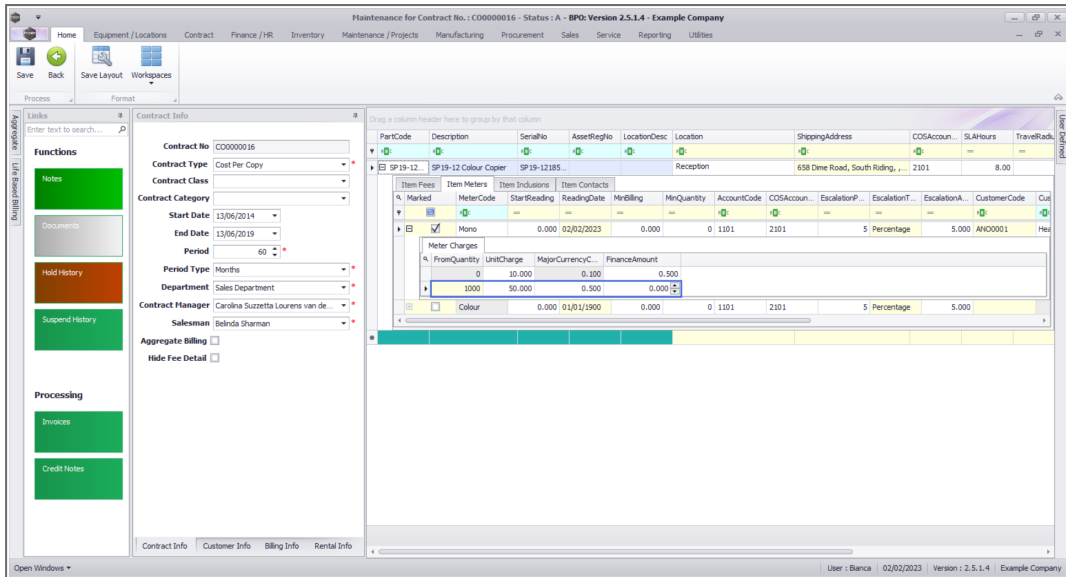 Maintenance for Contract No. : CO0000016 - Status : A - BPO: Version 2.5.1.4 - Example Company
Home Equipment / Locations Contract Finance / HR Inventory Maintenance / Projects Manufacturing Procurement Sales Service Reporting Utilities
Save Back Save Layout Workspaces
Process Format
Aggregate
Life Based Billing
Links
Enter text to search...
Functions
Notes
Documents
Hold History
Suspend History
Processing
Invoices
Credit Notes
Contract Info
Contract No CO0000016
Contract Type Cost Per Copy *
Contract Class
Contract Category
Start Date 13/06/2014
End Date 13/06/2019
Period 60 *
Period Type Months *
Department Sales Department *
Contract Manager Carolina Suzzetta Lourens van de... *
Salesman Belinda Sharman *
Aggregate Billing
Hide Fee Detail
Contract Info Customer Info Billing Info Rental Info
Drag a column header here to group by that column
PartCode Description SerialNo AssetRegNo LocationDesc Location ShippingAddress COSAccoun... SLAHours TravelRadiu
SP19-12... SP19-12 Colour Copier SP19-12185... Reception 658 Dime Road, South Riding, , ... 2101 8.00
Item Fees Item Meters Item Inclusions Item Contacts
Marked MeterCode StartReading ReadingDate MinBilling MinQuantity AccountCode COSAccoun... EscalationP... EscalationT... EscalationA... CustomerCode Cus
Mono 0.000 02/02/2023 0.000 0 1101 2101 5 Percentage 5.000 ANO0001 Hea
Meter Charges
FromQuantity UnitCharge MajorCurrencyC... FinanceAmount
0 10.000 0.100 0.500
1000 50.000 0.500 0.000
Colour 0.000 01/01/1900 0.000 0 1101 2101 5 Percentage 5.000
User Defined
Open Windows User : Bianca 02/02/2023 Version : 2.5.1.4 Example Company